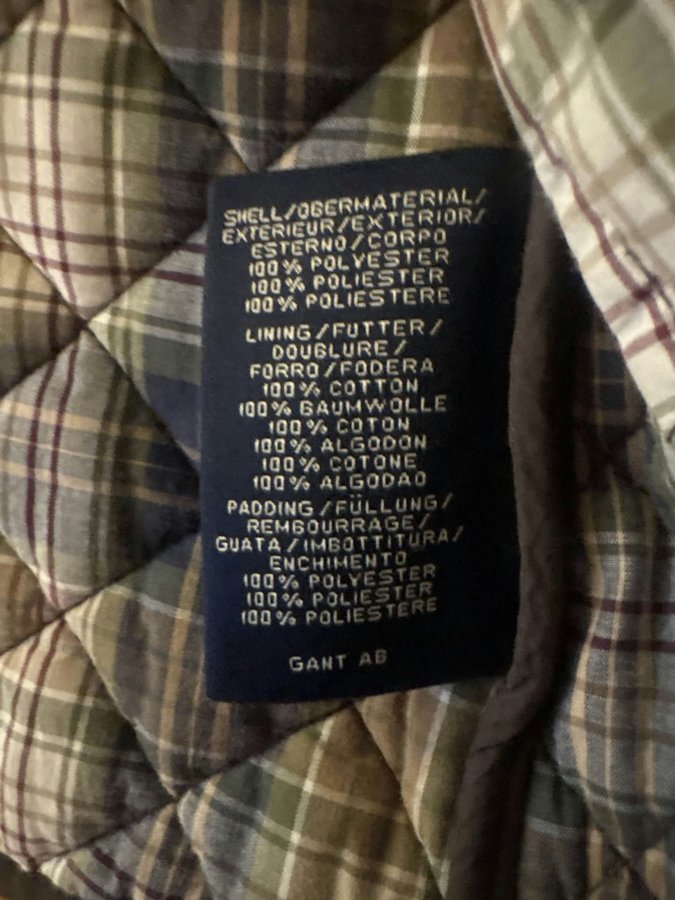 SHELL/OBERMATERIAL/
EXTERIEUR/EXTERIOR/
ESTERNO/CORPO
100% POLYESTER
100% POLIESTER
100% POLIESTERE
LINING/FUTTER/
DOUBLURE/
FORRO/FODERA
100% COTTON
100% BAUMWOLLE
100% COTON
100% ALGODON
100% COTONE
100% ALGODAO
PADDING/FÜLLUNG/
REMBOURRAGE/
GUATA/IMBOTTITURA/
ENCHIMENTO
100% POLYESTER
100% POLIESTER
100% POLIESTERE
GANT AB